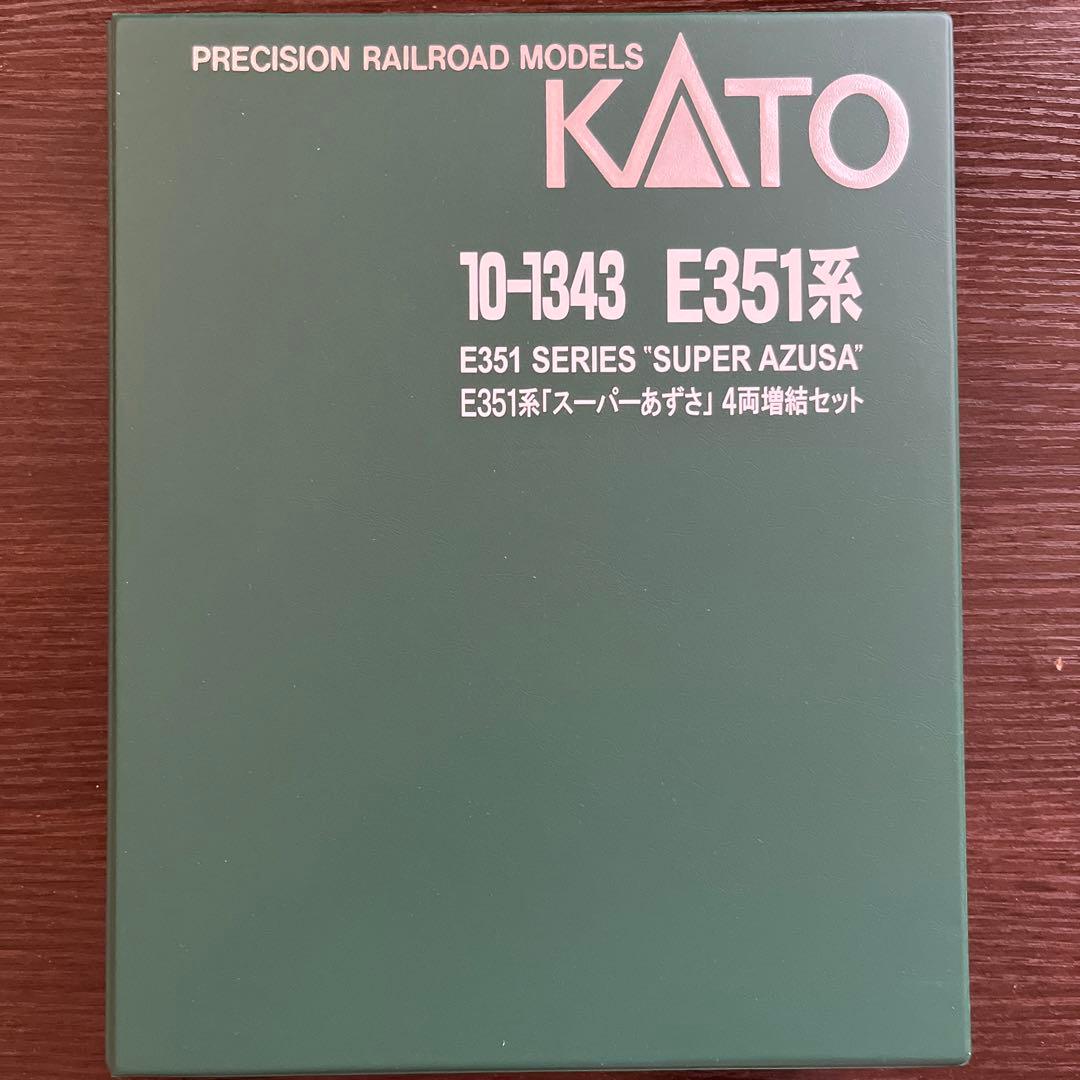 PRECISION RAILROAD MODELS
KATO
10-1343 E351系
E351 SERIES "SUPER AZUSA"
E351系「スーパーあずさ」4両増結セット